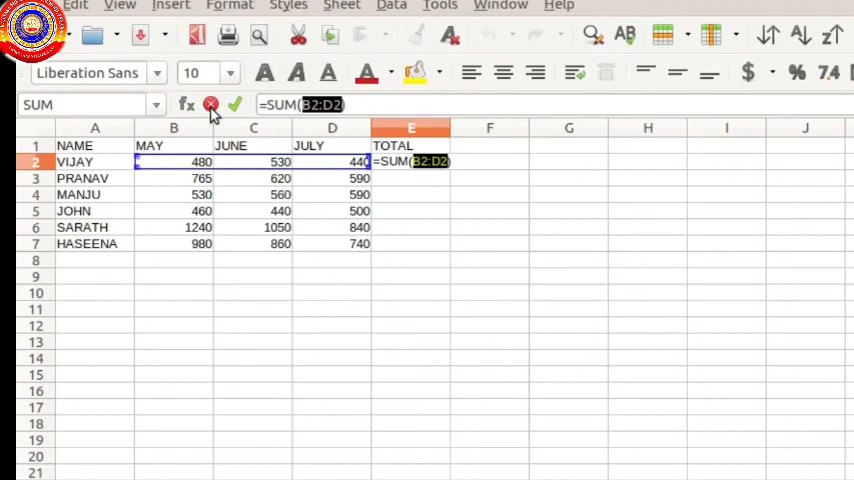 Edit View Insert Format Styles Sheet Data Tools Window Help
Liberation Sans 10 $ % 7.4
SUM fx =SUM(B2:D2)
A B C D E F G H I J
1 NAME MAY JUNE JULY TOTAL
2 VIJAY 480 530 440 =SUM(B2:D2)
3 PRANAV 765 620 590
4 MANJU 530 560 590
5 JOHN 460 440 500
6 SARATH 1240 1050 840
7 HASEENA 980 860 740
8
9
10
11
12
13
14
15
16
17
18
19
20
21